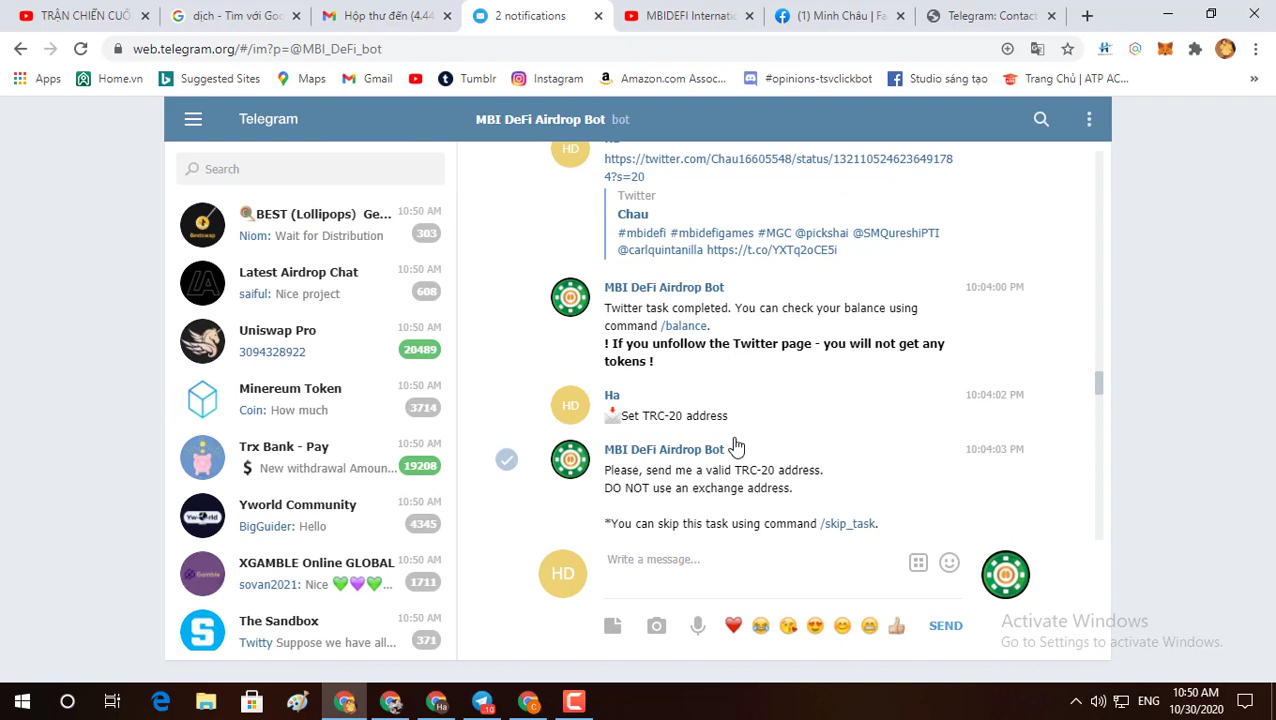 TRẬN CHIẾN CUỐ
dịch - Tìm với Goo
Hộp thư đến (4.44
2 notifications
MBIDEFI Internatio
(1) Minh Châu | Fa
Telegram: Contact
web.telegram.org/#/im?p=@MBI_DeFi_bot
Apps
Home.vn
Suggested Sites
Maps
Gmail
Tumblr
Instagram
Amazon.com Assoc...
#opinions-tsvclickbot
Studio sáng tạo
Trang Chủ | ATP AC...
Telegram
MBI DeFi Airdrop Bot bot
Search
🍭BEST (Lollipops) Ge... 10:50 AM
Niom: Wait for Distribution 303
Latest Airdrop Chat 10:50 AM
saiful: Nice project 608
Uniswap Pro 10:50 AM
3094328922 20489
Minereum Token 10:50 AM
Coin: How much 3714
Trx Bank - Pay 10:50 AM
💲 New withdrawal Amoun... 19208
Yworld Community 10:50 AM
BigGuider: Hello 4345
XGAMBLE Online GLOBAL 10:50 AM
sovan2021: Nice 💚💜💚... 1711
The Sandbox 10:50 AM
Twitty Suppose we have all... 371
HD
https://twitter.com/Chau16605548/status/132110524623649178
4?s=20
Twitter
Chau
#mbidefi #mbidefigames #MGC @pickshai @SMQureshiPTI
@carlquintanilla https://t.co/YXTq2oCE5i
MBI DeFi Airdrop Bot 10:04:00 PM
Twitter task completed. You can check your balance using
command /balance.
! If you unfollow the Twitter page - you will not get any
tokens !
HD
Ha 10:04:02 PM
📩Set TRC-20 address
MBI DeFi Airdrop Bot 10:04:03 PM
Please, send me a valid TRC-20 address.
DO NOT use an exchange address.
*You can skip this task using command /skip_task.
HD
Write a message...
SEND
Activate Windows
Go to Settings to activate Windows.
ENG
10:50 AM
10/30/2020